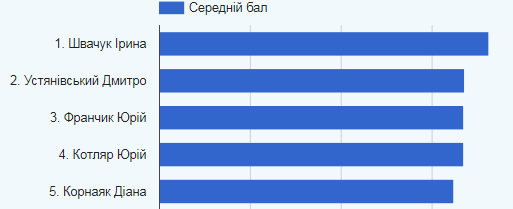 Середній бал
1. Швачук Ірина
2. Устянівський Дмитро
3. Франчик Юрій
4. Котляр Юрій
5. Корнаяк Діана